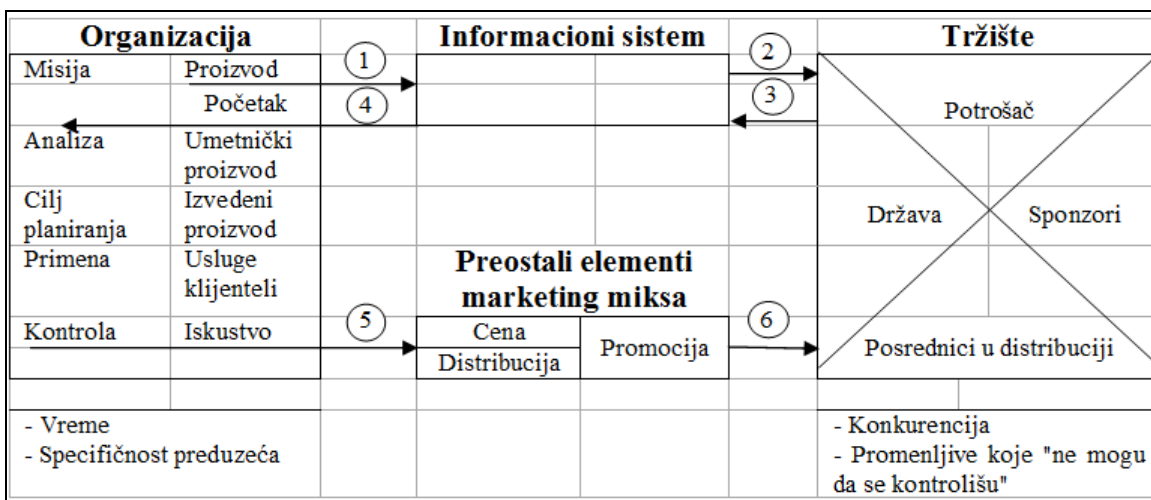 Organizacija
Informacioni sistem
Tržište
Misija
Proizvod
1
2
Početak
4
3
Potrošač
Analiza
Umetnički
proizvod
Cilj
planiranja
Izvedeni
proizvod
Država
Sponzori
Primena
Usluge
klijenteli
Preostali elementi
marketing miksa
Kontrola
Iskustvo
5
Cena
Distribucija
Promocija
6
Posrednici u distribuciji
- Vreme
- Specifičnost preduzeća
- Konkurencija
- Promenljive koje "ne mogu
da se kontrolišu"